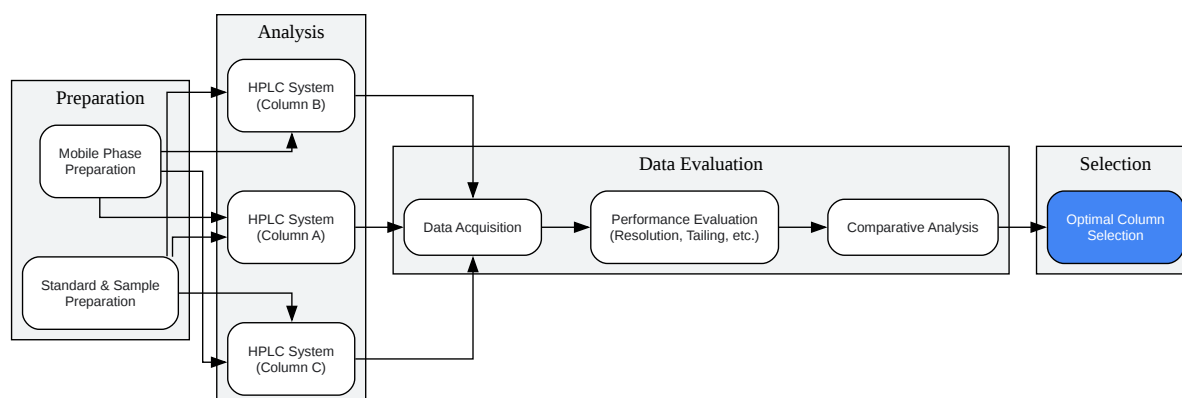 Preparation
Mobile Phase
Preparation
Standard & Sample
Preparation
Analysis
HPLC System
(Column B)
HPLC System
(Column A)
HPLC System
(Column C)
Data Evaluation
Data Acquisition
Performance Evaluation
(Resolution, Tailing, etc.)
Comparative Analysis
Selection
Optimal Column
Selection